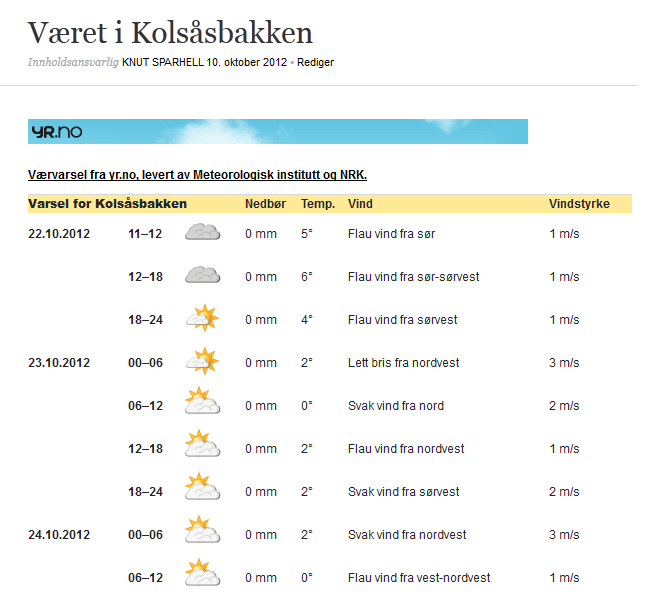 Været i Kolsåsbakken
Innholdsansvarlig KNUT SPARHELL 10. oktober 2012 • Rediger
YR.NO
Værvarsel fra yr.no, levert av Meteorologisk institutt og NRK.
Varsel for Kolsåsbakken Nedbør Temp. Vind Vindstyrke
22.10.2012 11–12 0 mm 5° Flau vind fra sør 1 m/s
12–18 0 mm 6° Flau vind fra sør-sørvest 1 m/s
18–24 0 mm 4° Flau vind fra sørvest 1 m/s
23.10.2012 00–06 0 mm 2° Lett bris fra nordvest 3 m/s
06–12 0 mm 0° Svak vind fra nord 2 m/s
12–18 0 mm 2° Flau vind fra nordvest 1 m/s
18–24 0 mm 2° Svak vind fra sørvest 2 m/s
24.10.2012 00–06 0 mm 2° Svak vind fra nordvest 3 m/s
06–12 0 mm 0° Flau vind fra vest-nordvest 1 m/s